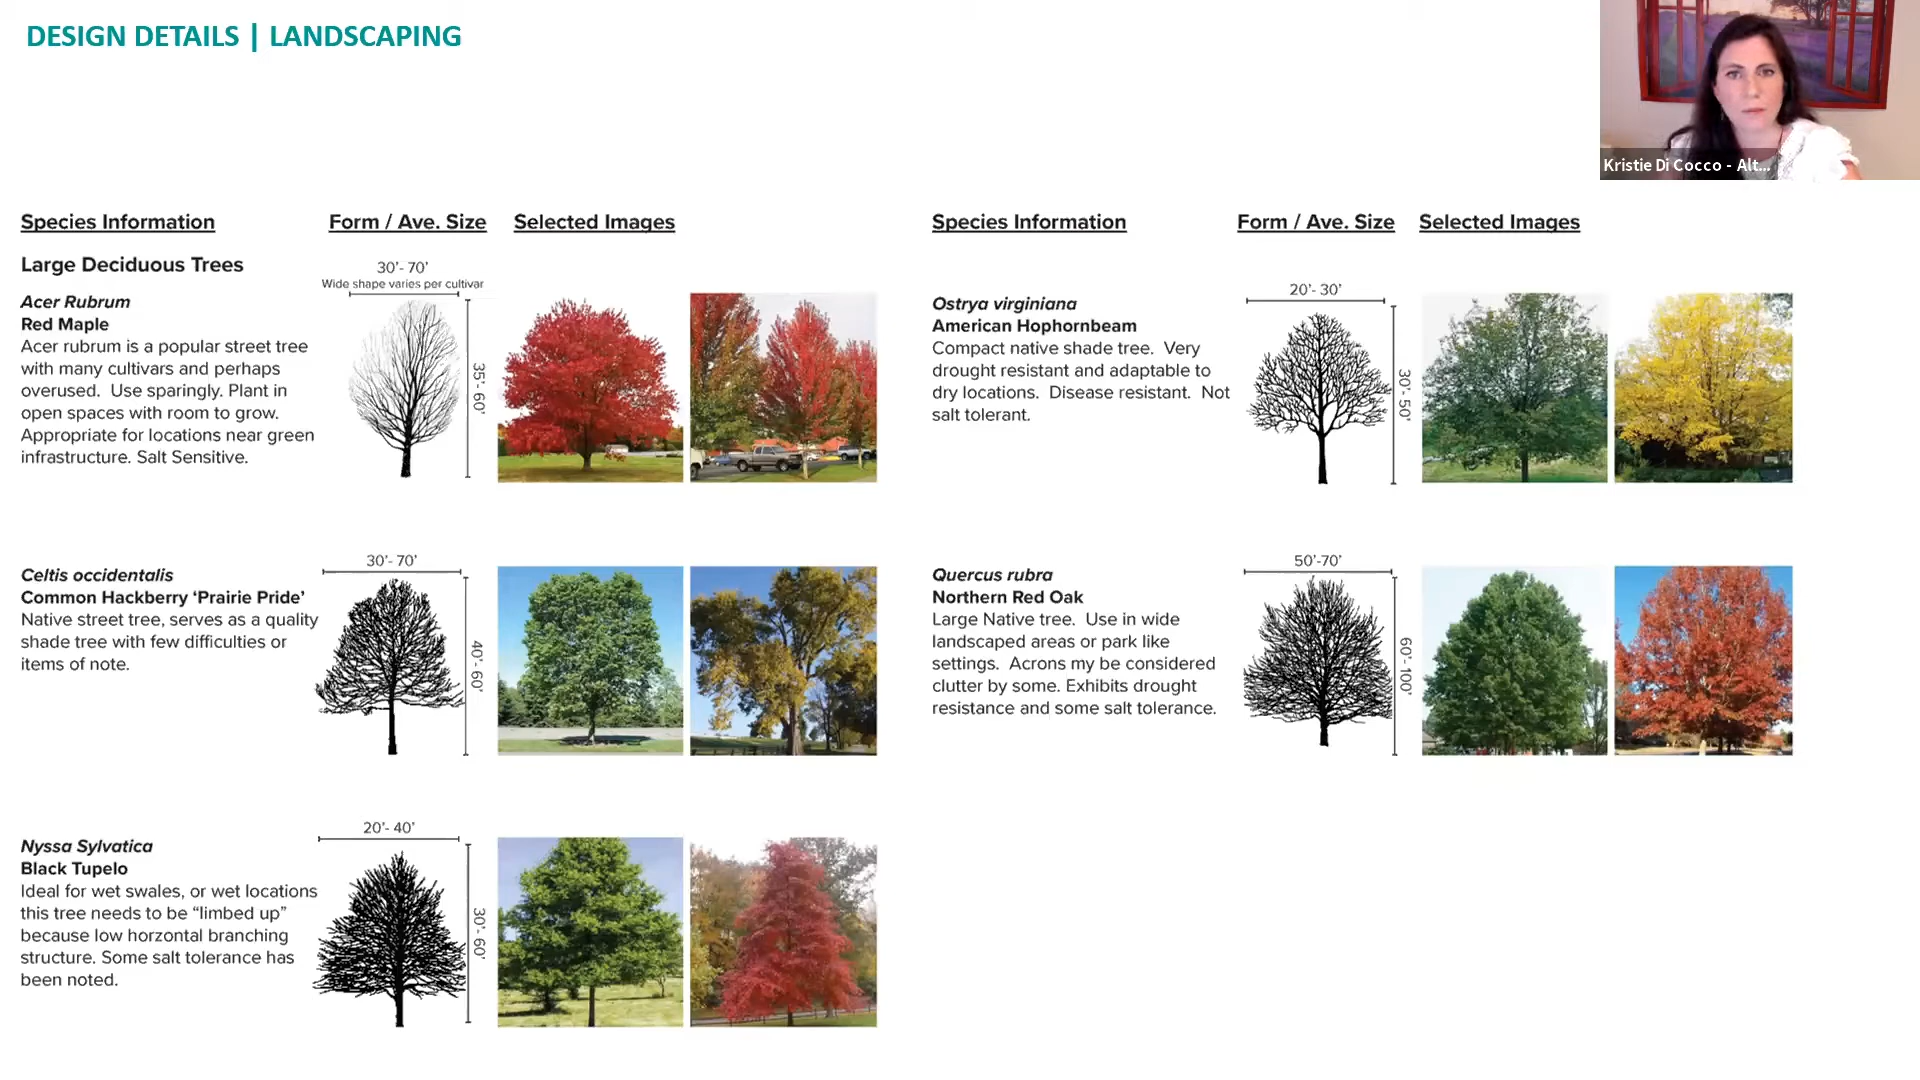 DESIGN DETAILS | LANDSCAPING
Kristie Di Cocco - Alt...
Species Information
Form / Ave. Size
Selected Images
Large Deciduous Trees
Acer Rubrum
Red Maple
Acer rubrum is a popular street tree
with many cultivars and perhaps
overused. Use sparingly. Plant in
open spaces with room to grow.
Appropriate for locations near green
infrastructure. Salt Sensitive.
30'- 70'
Wide shape varies per cultivar
35'- 60'
Celtis occidentalis
Common Hackberry ‘Prairie Pride’
Native street tree, serves as a quality
shade tree with few difficulties or
items of note.
30'- 70'
40'- 60'
Nyssa Sylvatica
Black Tupelo
Ideal for wet swales, or wet locations
this tree needs to be “limbed up”
because low horzontal branching
structure. Some salt tolerance has
been noted.
20'- 40'
30'- 60'
Species Information
Form / Ave. Size
Selected Images
Ostrya virginiana
American Hophornbeam
Compact native shade tree. Very
drought resistant and adaptable to
dry locations. Disease resistant. Not
salt tolerant.
20'- 30'
30'- 50'
Quercus rubra
Northern Red Oak
Large Native tree. Use in wide
landscaped areas or park like
settings. Acrons my be considered
clutter by some. Exhibits drought
resistance and some salt tolerance.
50'-70'
60'- 100'